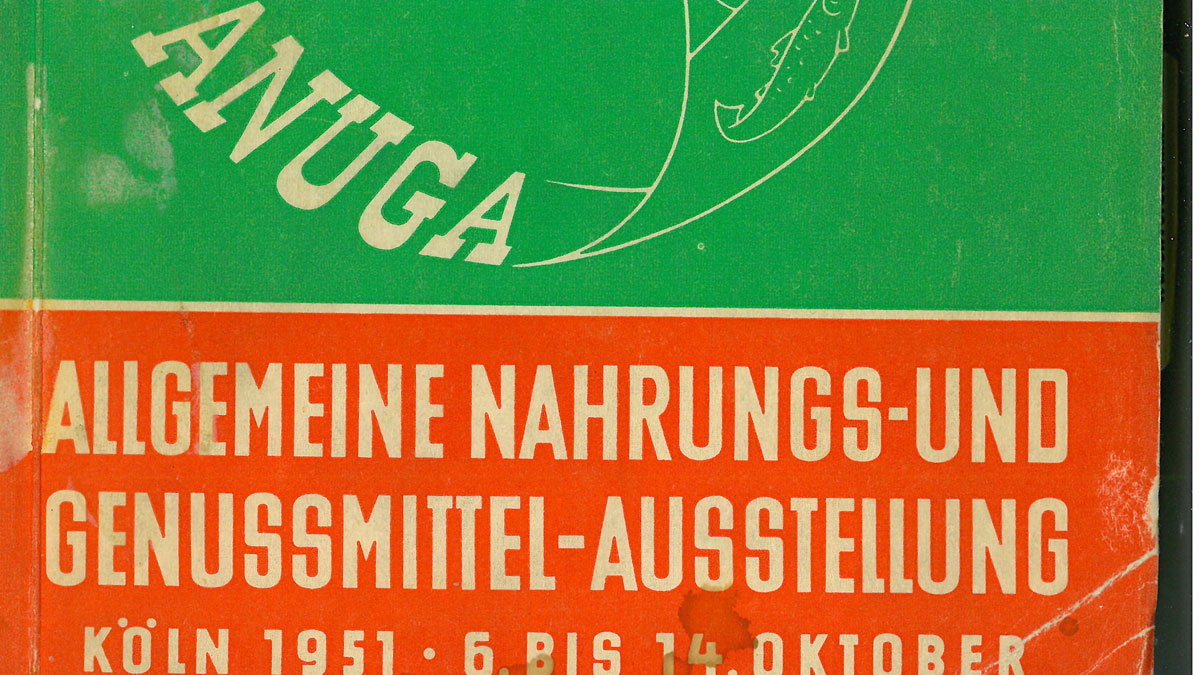 ANUGA
ALLGEMEINE NAHRUNGS-UND
GENUSSMITTEL-AUSSTELLUNG
KÖLN 1951 · 6. BIS 14. OKTOBER